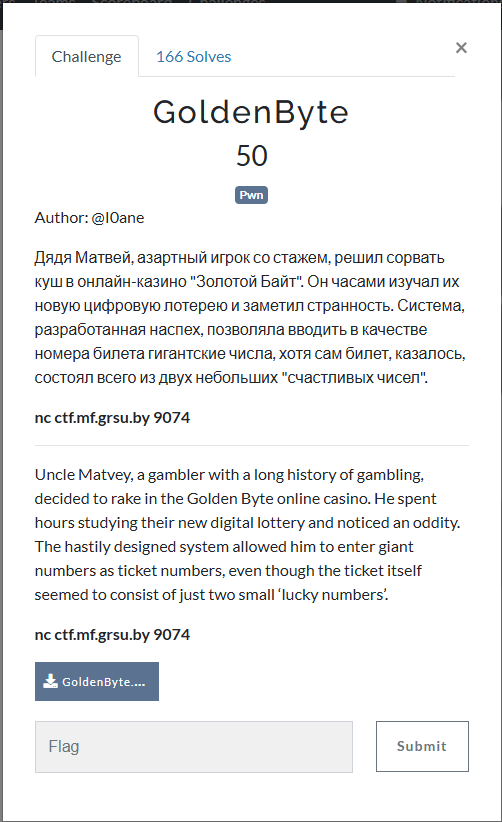 Challenge
166 Solves
×
GoldenByte
50
Pwn
Author: @l0ane
Дядя Матвей, азартный игрок со стажем, решил сорвать
куш в онлайн-казино "Золотой Байт". Он часами изучал их
новую цифровую лотерею и заметил странность. Система,
разработанная наспех, позволяла вводить в качестве
номера билета гигантские числа, хотя сам билет, казалось,
состоял всего из двух небольших "счастливых чисел".
nc ctf.mf.grsu.by 9074
Uncle Matvey, a gambler with a long history of gambling,
decided to rake in the Golden Byte online casino. He spent
hours studying their new digital lottery and noticed an oddity.
The hastily designed system allowed him to enter giant
numbers as ticket numbers, even though the ticket itself
seemed to consist of just two small ‘lucky numbers’.
nc ctf.mf.grsu.by 9074
GoldenByte....
Flag
Submit